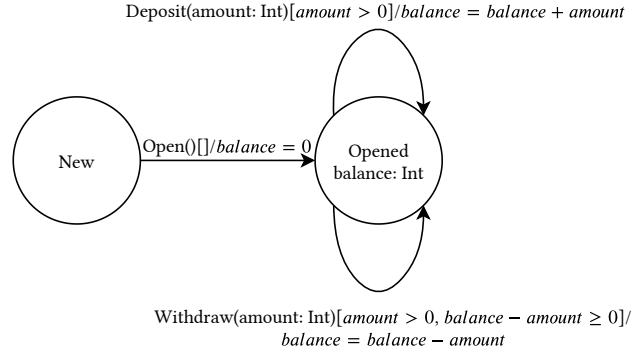 Deposit(amount: Int)[amount > 0]/balance = balance + amount
Open()[]/balance = 0
New
Opened
balance: Int
Withdraw(amount: Int)[amount > 0, balance − amount ≥ 0]/
balance = balance − amount